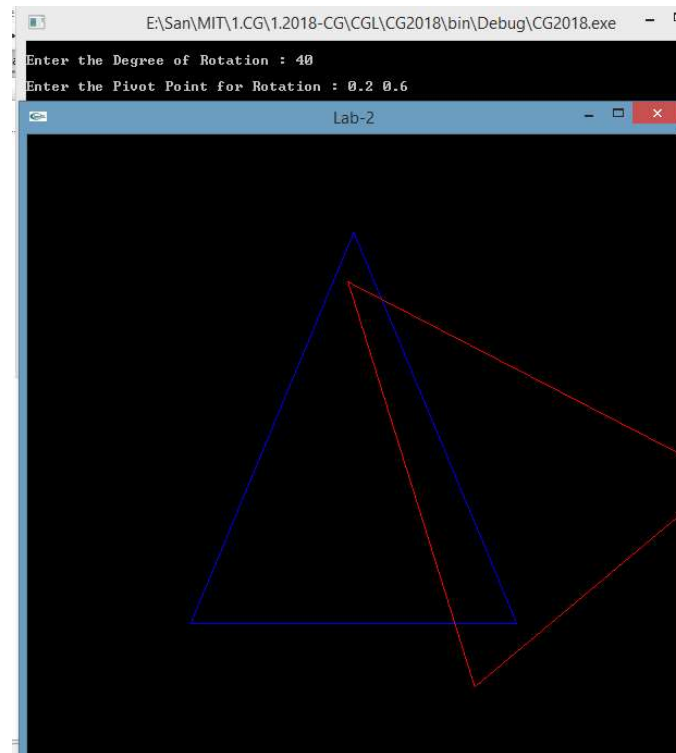 E:\San\MIT\1.CG\1.2018-CG\CGL\CG2018\bin\Debug\CG2018.exe
Enter the Degree of Rotation : 40
Enter the Pivot Point for Rotation : 0.2 0.6
Lab-2